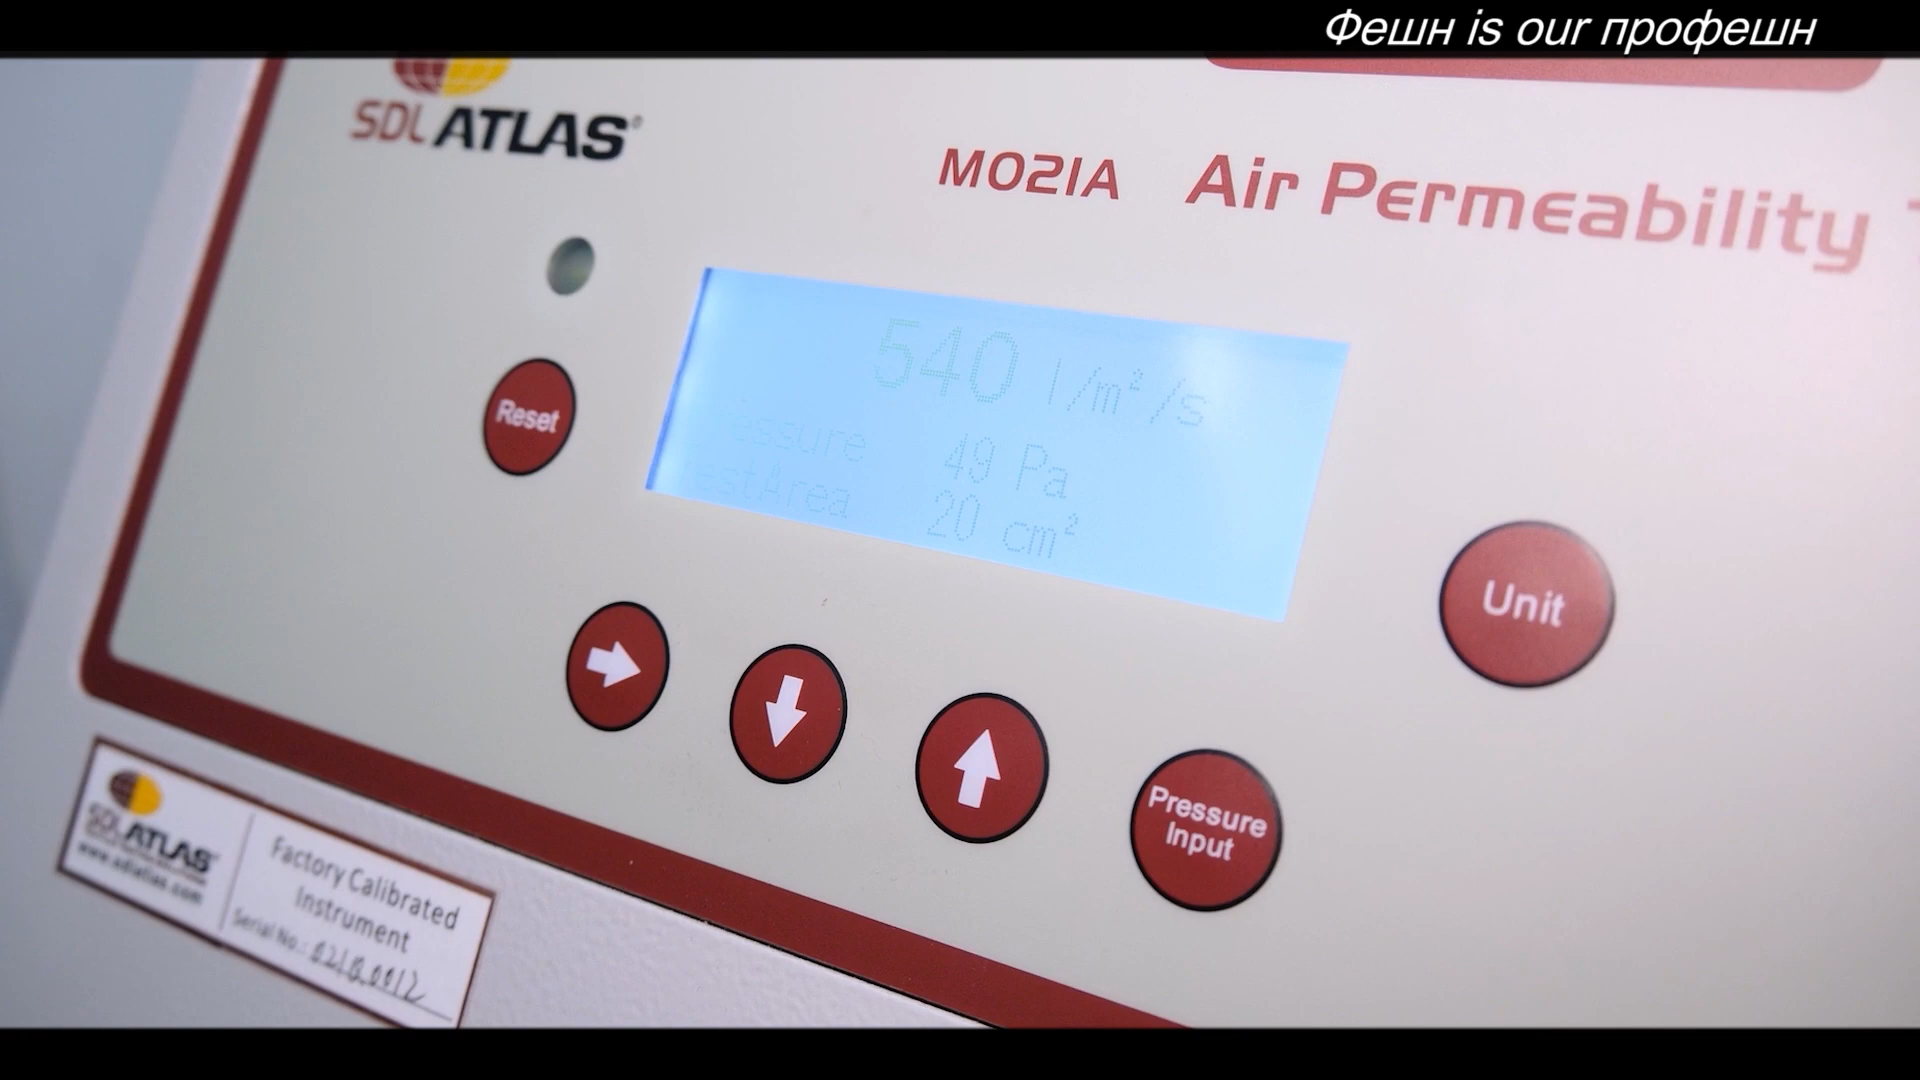 Фешн is our профешн
SDL ATLAS®
M021A Air Permeability
540 l/m²/s
49 Pa
20 cm²
Reset
Unit
Pressure
Input
SDL ATLAS
www.sdlatlas.com
Factory Calibrated
Instrument
Serial No.: